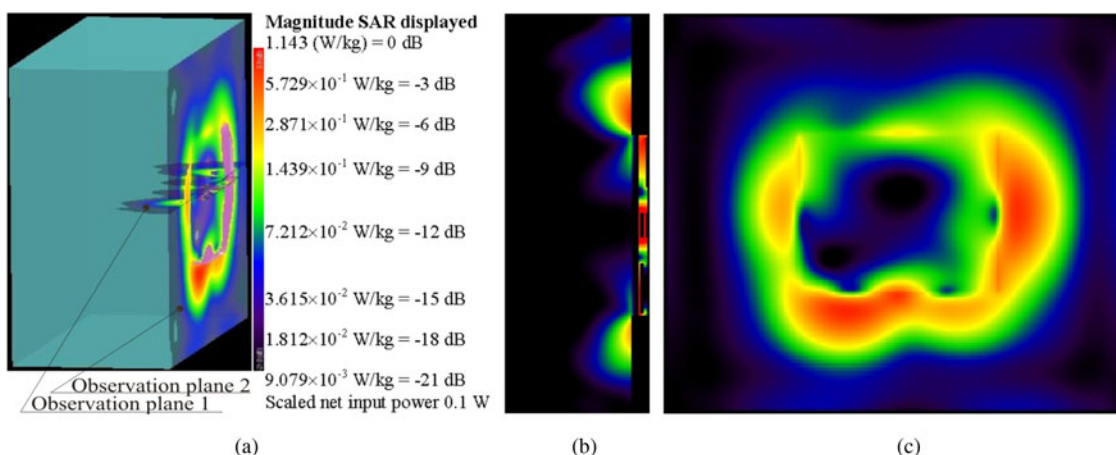 Magnitude SAR displayed
1.143 (W/kg) = 0 dB
5.729×10⁻¹ W/kg = -3 dB
2.871×10⁻¹ W/kg = -6 dB
1.439×10⁻¹ W/kg = -9 dB
7.212×10⁻² W/kg = -12 dB
3.615×10⁻² W/kg = -15 dB
1.812×10⁻² W/kg = -18 dB
9.079×10⁻³ W/kg = -21 dB
Scaled net input power 0.1 W
Observation plane 2
Observation plane 1
(a)
(b)
(c)